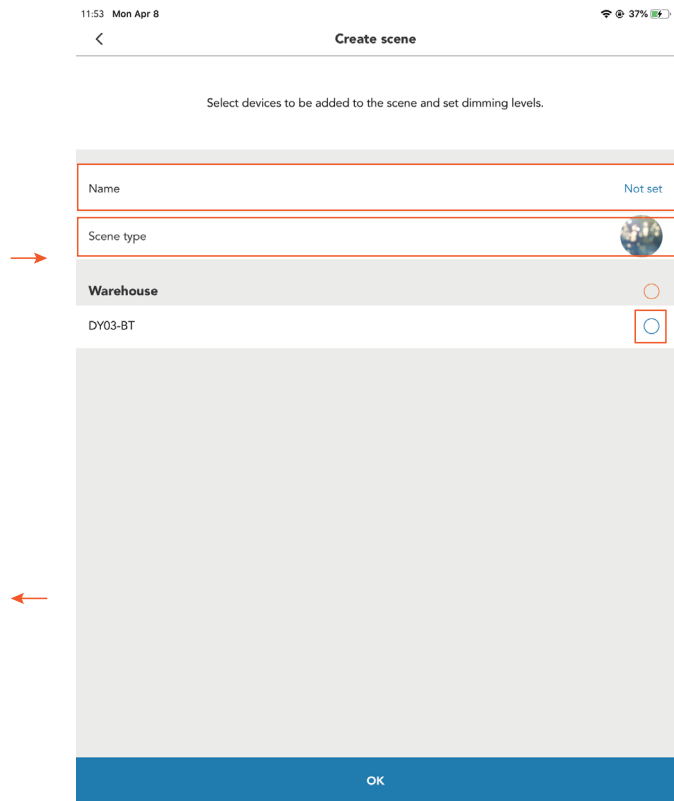 11:53 Mon Apr 8 37%
Create scene
Select devices to be added to the scene and set dimming levels.
Name Not set
Scene type
Warehouse
DY03-BT
OK